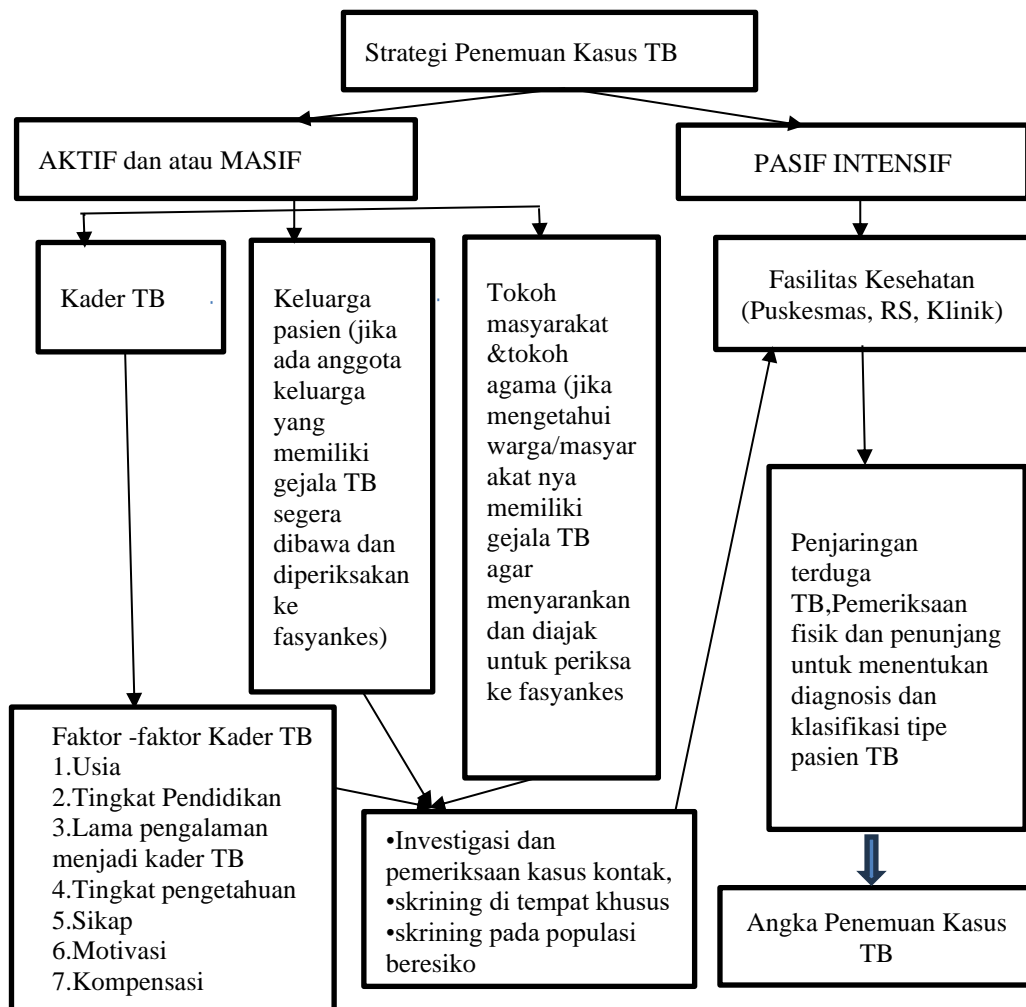 Strategi Penemuan Kasus TB
AKTIF dan atau MASIF
PASIF INTENSIF
Kader TB
Keluarga
pasien (jika
ada anggota
keluarga
yang
memiliki
gejala TB
segera
dibawa dan
diperiksakan
ke
fasyankes)
Tokoh
masyarakat
&tokoh
agama (jika
mengetahui
warga/masyar
akat nya
memiliki
gejala TB
agar
menyarankan
dan diajak
untuk periksa
ke fasyankes
Fasilitas Kesehatan
(Puskesmas, RS, Klinik)
Penjaringan
terduga
TB,Pemeriksaan
fisik dan penunjang
untuk menentukan
diagnosis dan
klasifikasi tipe
pasien TB
Faktor -faktor Kader TB
1.Usia
2.Tingkat Pendidikan
3.Lama pengalaman
menjadi kader TB
4.Tingkat pengetahuan
5.Sikap
6.Motivasi
7.Kompensasi
•Investigasi dan
pemeriksaan kasus kontak,
•skrining di tempat khusus
•skrining pada populasi
beresiko
Angka Penemuan Kasus
TB